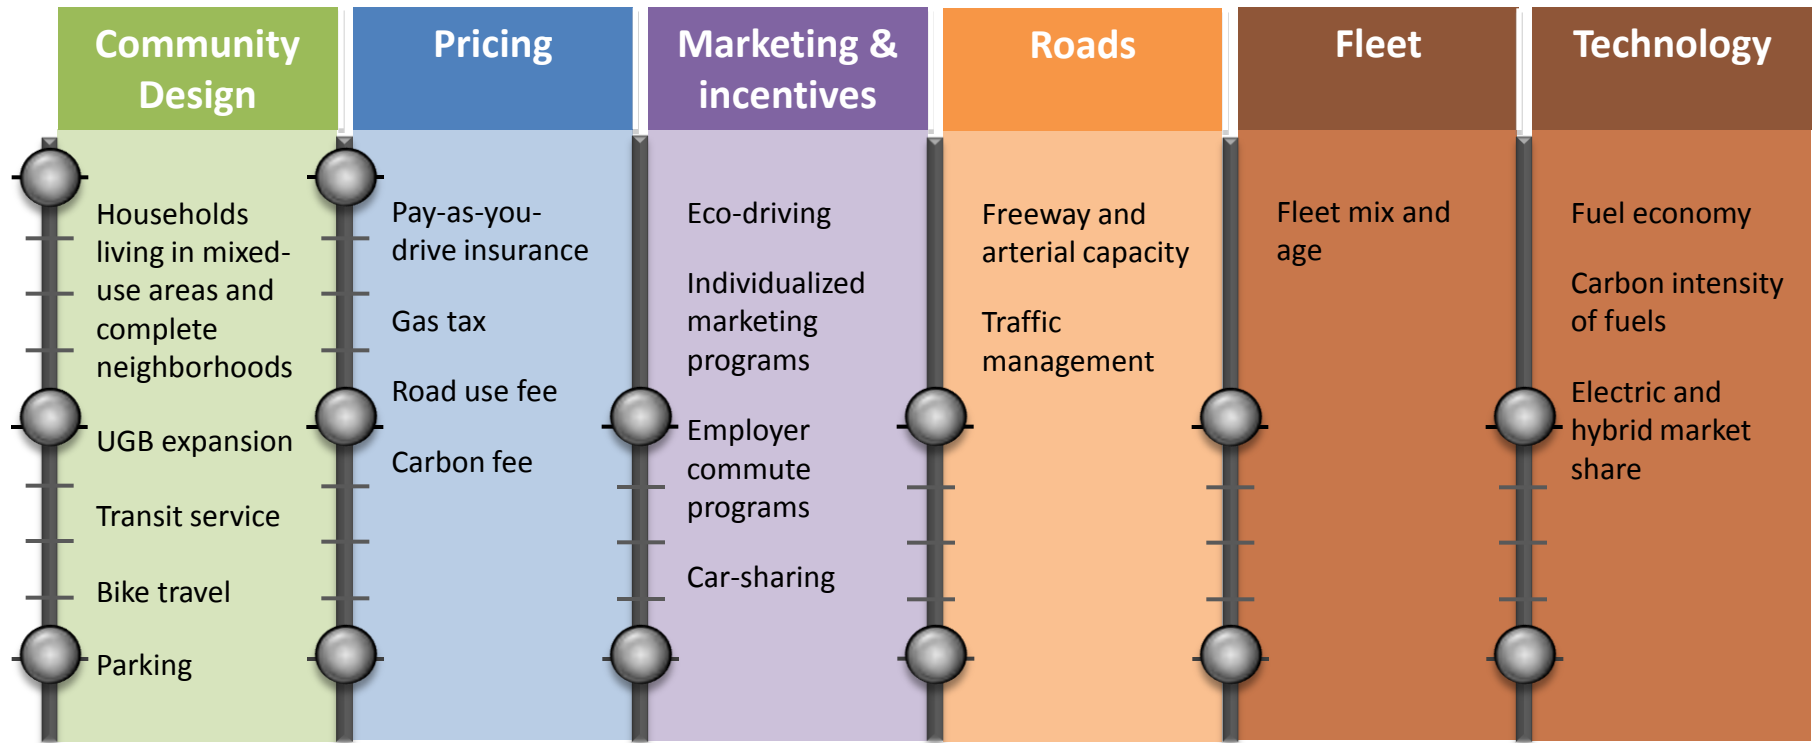 Community
Design
Pricing
Marketing &
incentives
Roads
Fleet
Technology
Households
living in mixed-
use areas and
complete
neighborhoods
UGB expansion
Transit service
Bike travel
Parking
Pay-as-you-
drive insurance
Gas tax
Road use fee
Carbon fee
Eco-driving
Individualized
marketing
programs
Employer
commute
programs
Car-sharing
Freeway and
arterial capacity
Traffic
management
Fleet mix and
age
Fuel economy
Carbon intensity
of fuels
Electric and
hybrid market
share